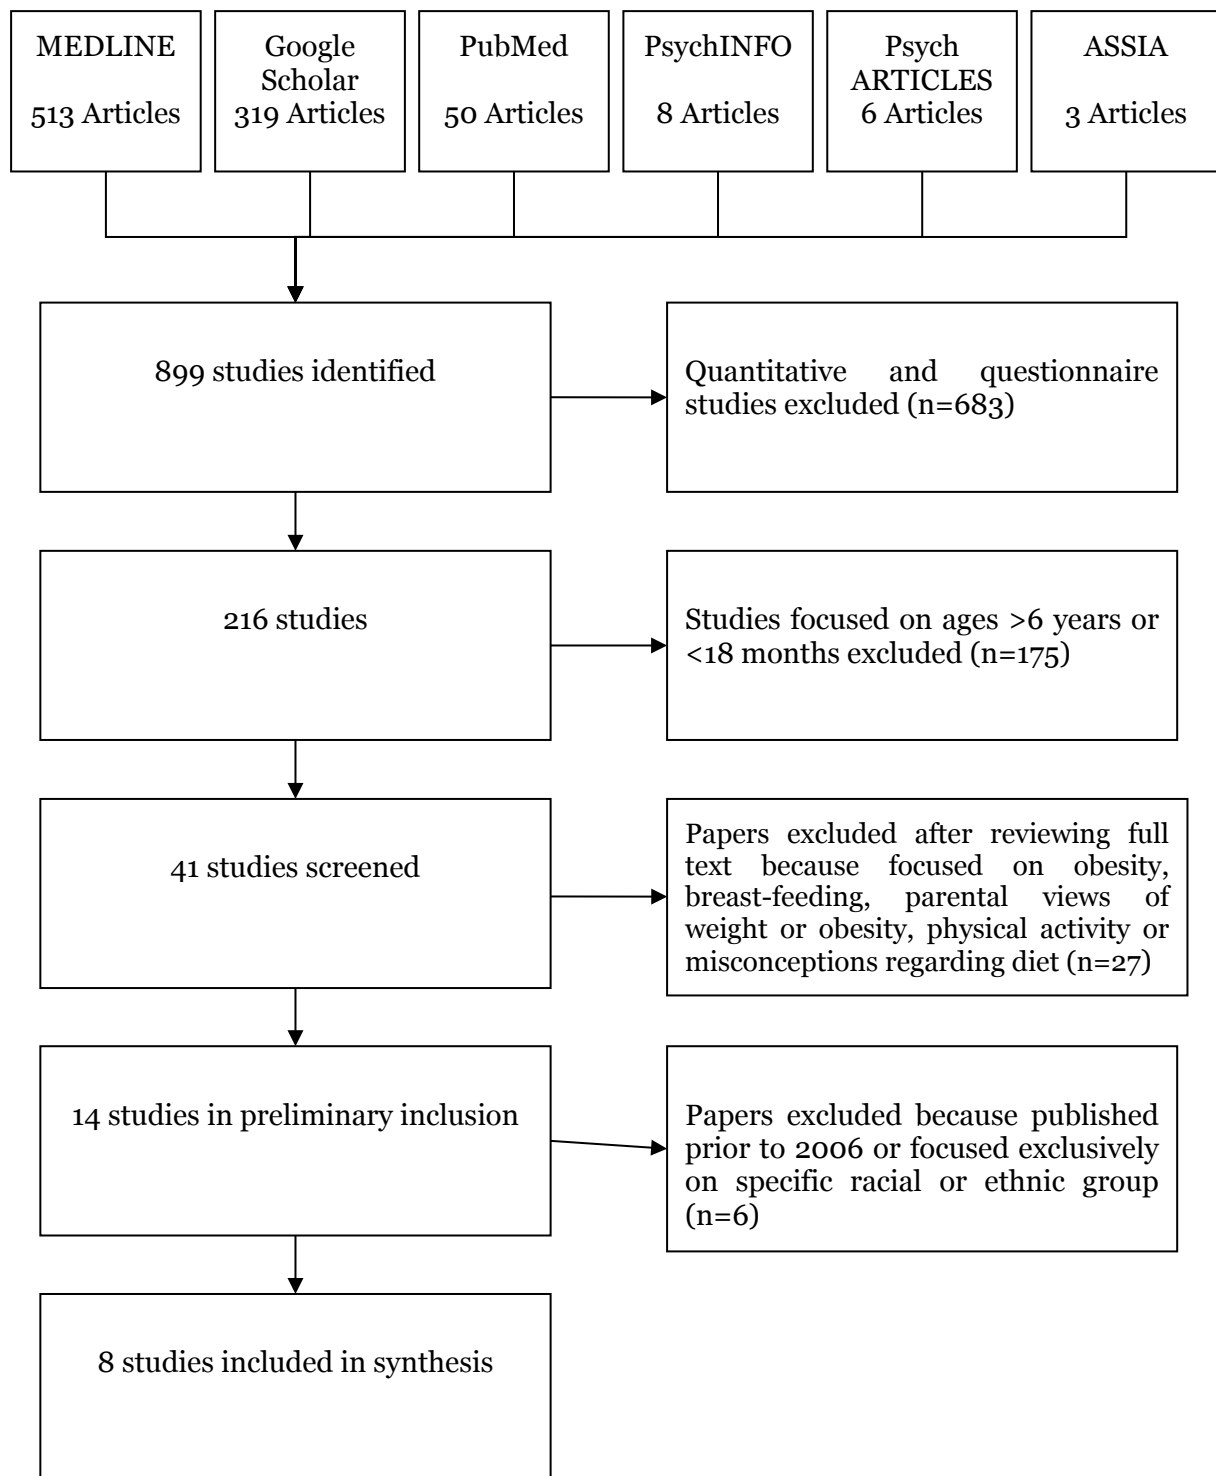 MEDLINE
513 Articles
Google
Scholar
319 Articles
PubMed
50 Articles
PsychINFO
8 Articles
Psych
ARTICLES
6 Articles
ASSIA
3 Articles
899 studies identified
Quantitative and questionnaire
studies excluded (n=683)
216 studies
Studies focused on ages >6 years or
<18 months excluded (n=175)
41 studies screened
Papers excluded after reviewing full
text because focused on obesity,
breast-feeding, parental views of
weight or obesity, physical activity or
misconceptions regarding diet (n=27)
14 studies in preliminary inclusion
Papers excluded because published
prior to 2006 or focused exclusively
on specific racial or ethnic group
(n=6)
8 studies included in synthesis